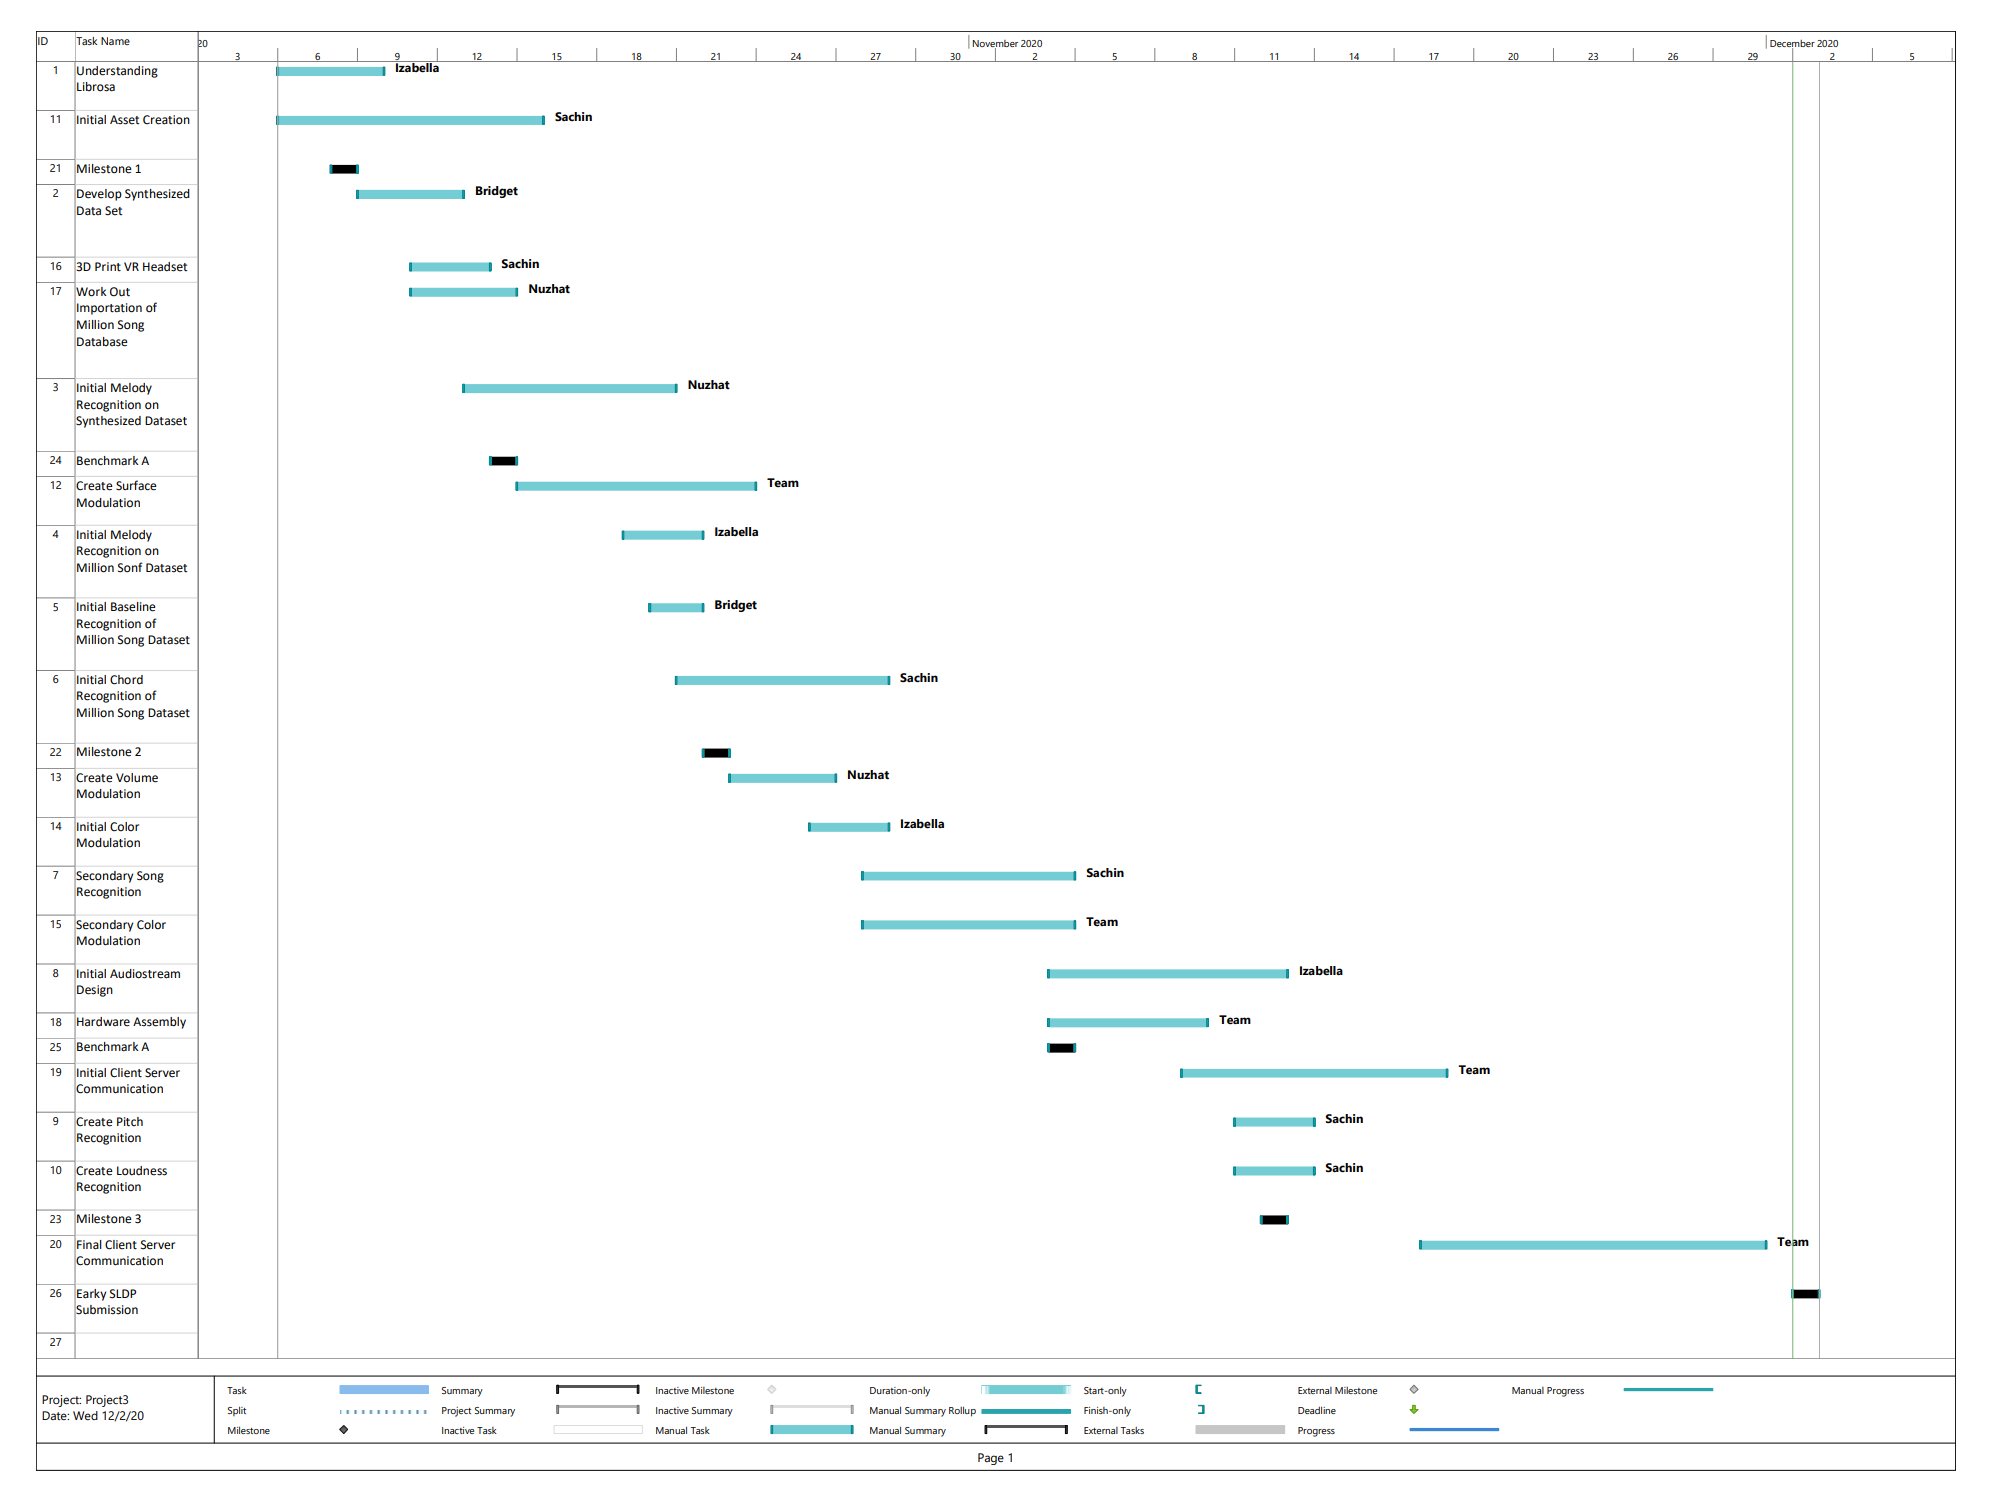 ID Task Name 20 November 2020 December 2020
3 6 9 12 15 18 21 24 27 30 2 5 8 11 14 17 20 23 26 29 2 5
1 Understanding Izabella
Librosa
11 Initial Asset Creation Sachin
21 Milestone 1
2 Develop Synthesized Bridget
Data Set
16 3D Print VR Headset Sachin
17 Work Out Nuzhat
Importation of
Million Song
Database
3 Initial Melody Nuzhat
Recognition on
Synthesized Dataset
24 Benchmark A
12 Create Surface Team
Modulation
4 Initial Melody Izabella
Recognition on
Million Sonf Dataset
5 Initial Baseline Bridget
Recognition of
Million Song Dataset
6 Initial Chord Sachin
Recognition of
Million Song Dataset
22 Milestone 2
13 Create Volume Nuzhat
Modulation
14 Initial Color Izabella
Modulation
7 Secondary Song Sachin
Recognition
15 Secondary Color Team
Modulation
8 Initial Audiostream Izabella
Design
18 Hardware Assembly Team
25 Benchmark A
19 Initial Client Server Team
Communication
9 Create Pitch Sachin
Recognition
10 Create Loudness Sachin
Recognition
23 Milestone 3
20 Final Client Server Team
Communication
26 Earky SLDP
Submission
27
Project: Project3
Date: Wed 12/2/20
Task Summary Inactive Milestone Duration-only Start-only External Milestone Manual Progress
Split Project Summary Inactive Summary Manual Summary Rollup Finish-only Deadline
Milestone Inactive Task Manual Task Manual Summary External Tasks Progress
Page 1